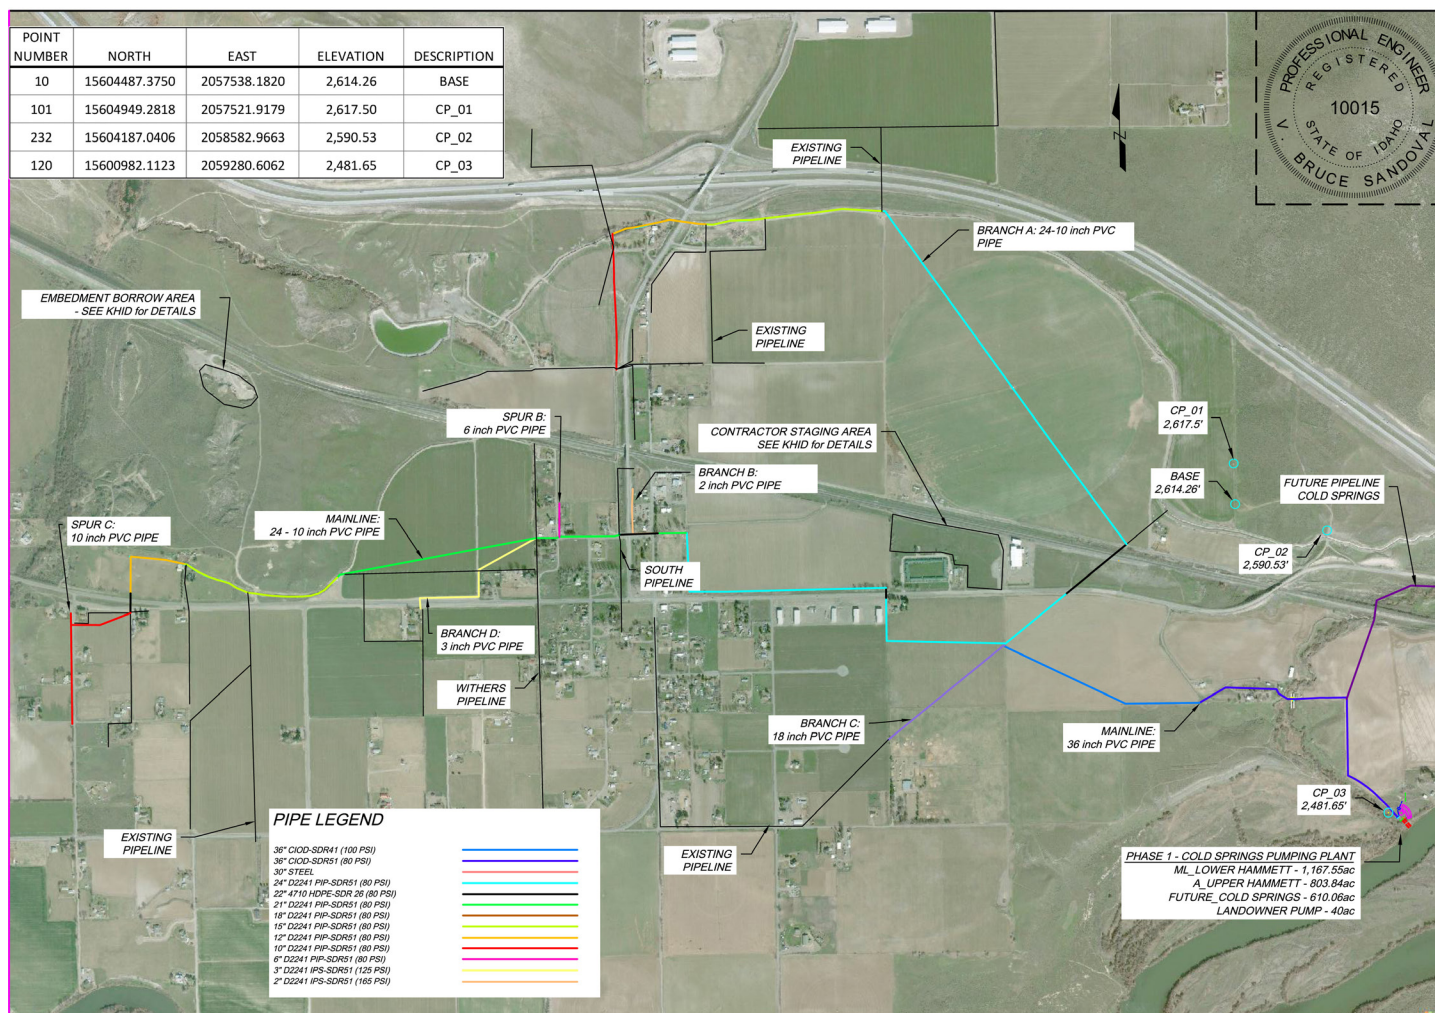 POINT NUMBER NORTH EAST ELEVATION DESCRIPTION
10 15604487.3750 2057538.1820 2,614.26 BASE
101 15604949.2818 2057521.9179 2,617.50 CP_01
232 15604187.0406 2058582.9663 2,590.53 CP_02
120 15600982.1123 2059280.6062 2,481.65 CP_03
PROFESSIONAL ENGINEER
REGISTERED
10015
STATE OF IDAHO
V. BRUCE SANDOVAL
N
EXISTING
PIPELINE
BRANCH A: 24-10 inch PVC
PIPE
EMBEDMENT BORROW AREA
- SEE KHID for DETAILS
EXISTING
PIPELINE
SPUR B:
6 inch PVC PIPE
CONTRACTOR STAGING AREA
SEE KHID for DETAILS
CP_01
2,617.5'
BRANCH B:
2 inch PVC PIPE
BASE
2,614.26'
FUTURE PIPELINE
COLD SPRINGS
SPUR C:
10 inch PVC PIPE
MAINLINE:
24 - 10 inch PVC PIPE
CP_02
2,590.53'
SOUTH
PIPELINE
BRANCH D:
3 inch PVC PIPE
WITHERS
PIPELINE
BRANCH C:
18 inch PVC PIPE
MAINLINE:
36 inch PVC PIPE
CP_03
2,481.65'
EXISTING
PIPELINE
EXISTING
PIPELINE
PHASE 1 - COLD SPRINGS PUMPING PLANT
ML_LOWER HAMMETT - 1,167.55ac
A_UPPER HAMMETT - 803.84ac
FUTURE_COLD SPRINGS - 610.06ac
LANDOWNER PUMP - 40ac
PIPE LEGEND
36" CIOD-SDR41 (100 PSI)
36" CIOD-SDR51 (80 PSI)
30" STEEL
24" D2241 PIP-SDR51 (80 PSI)
22" 4710 HDPE-SDR 26 (80 PSI)
21" D2241 PIP-SDR51 (80 PSI)
18" D2241 PIP-SDR51 (80 PSI)
15" D2241 PIP-SDR51 (80 PSI)
12" D2241 PIP-SDR51 (80 PSI)
10" D2241 PIP-SDR51 (80 PSI)
6" D2241 PIP-SDR51 (80 PSI)
3" D2241 IPS-SDR51 (125 PSI)
2" D2241 IPS-SDR51 (165 PSI)